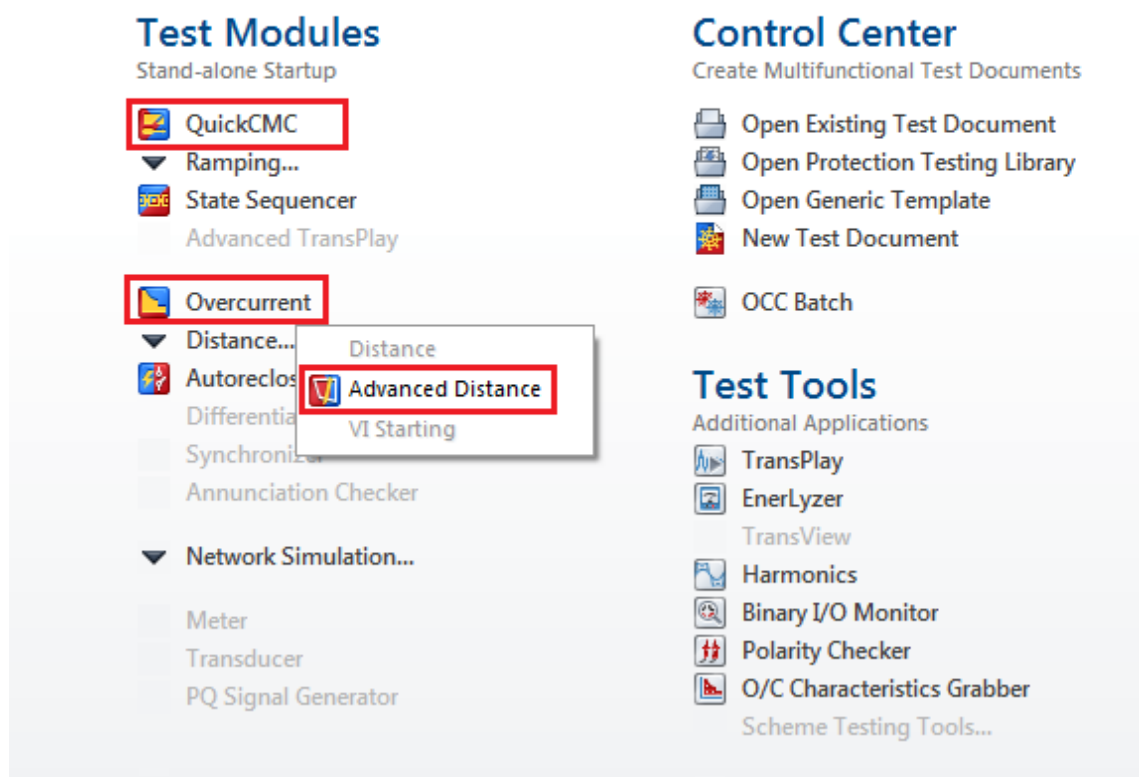 Test Modules
Stand-alone Startup
QuickCMC
Ramping...
State Sequencer
Advanced TransPlay
Overcurrent
Distance...
Distance
Advanced Distance
VI Starting
Autoreclos
Differentia
Synchronizer
Annunciation Checker
Network Simulation...
Meter
Transducer
PQ Signal Generator
Control Center
Create Multifunctional Test Documents
Open Existing Test Document
Open Protection Testing Library
Open Generic Template
New Test Document
OCC Batch
Test Tools
Additional Applications
TransPlay
EnerLyzer
TransView
Harmonics
Binary I/O Monitor
Polarity Checker
O/C Characteristics Grabber
Scheme Testing Tools...